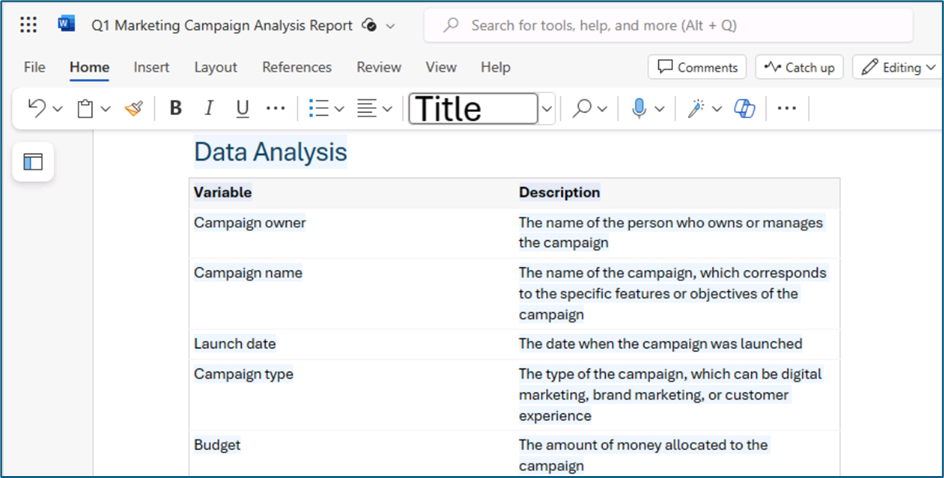 Q1 Marketing Campaign Analysis Report
Search for tools, help, and more (Alt + Q)
File Home Insert Layout References Review View Help
Comments Catch up Editing
B I U ... Title ...
Data Analysis
Variable Description
Campaign owner The name of the person who owns or manages
the campaign
Campaign name The name of the campaign, which corresponds
to the specific features or objectives of the
campaign
Launch date The date when the campaign was launched
Campaign type The type of the campaign, which can be digital
marketing, brand marketing, or customer
experience
Budget The amount of money allocated to the
campaign